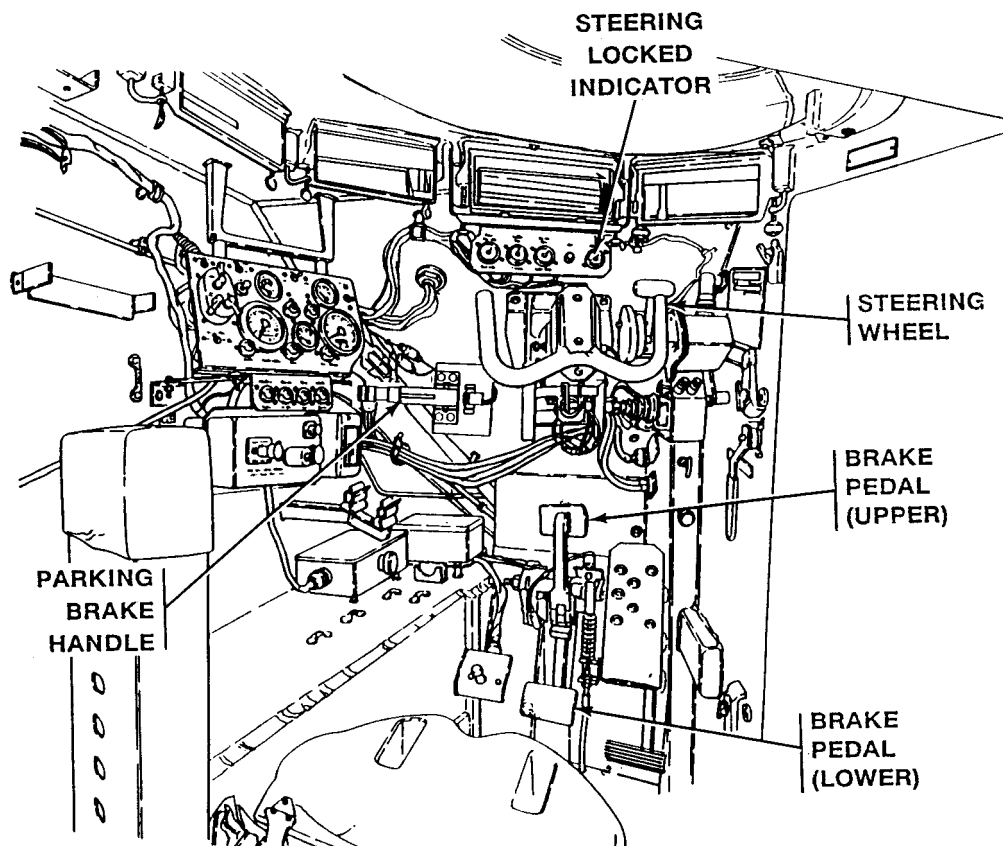 STEERING
LOCKED
INDICATOR
STEERING
WHEEL
BRAKE
PEDAL
(UPPER)
PARKING
BRAKE
HANDLE
BRAKE
PEDAL
(LOWER)